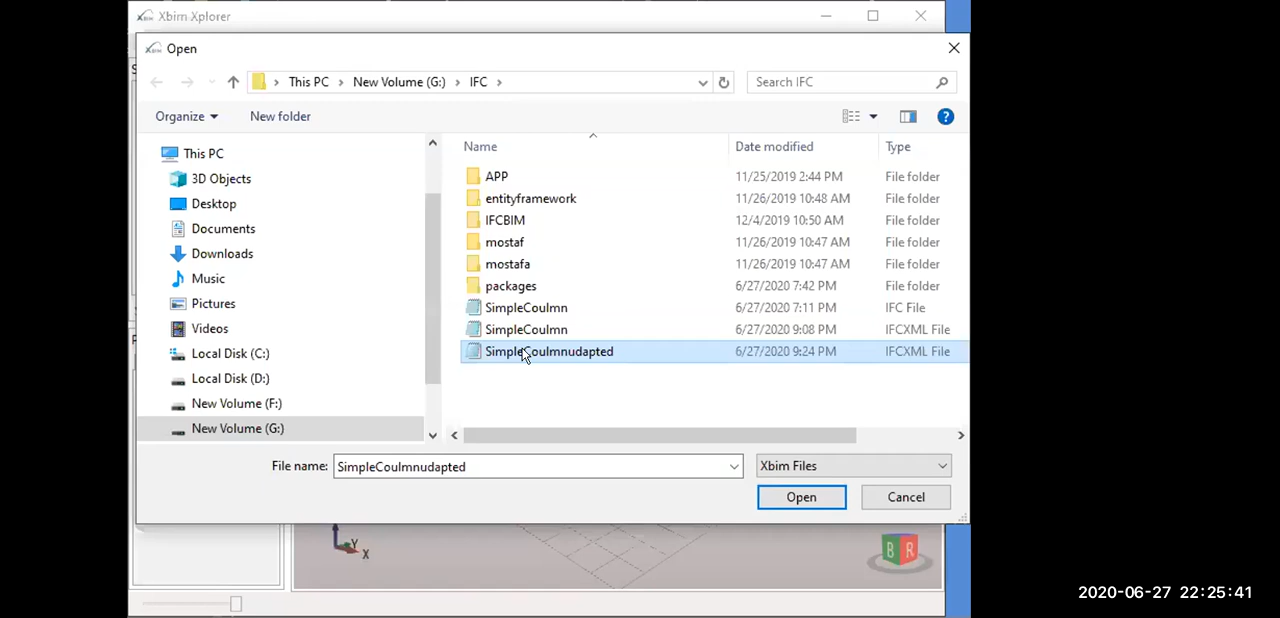 Xbim Xplorer
Open
This PC > New Volume (G:) > IFC >
Search IFC
Organize
New folder
Name
Date modified
Type
This PC
3D Objects
Desktop
Documents
Downloads
Music
Pictures
Videos
Local Disk (C:)
Local Disk (D:)
New Volume (F:)
New Volume (G:)
APP 11/25/2019 2:44 PM File folder
entityframework 11/26/2019 10:48 AM File folder
IFCBIM 12/4/2019 10:50 AM File folder
mostaf 11/26/2019 10:47 AM File folder
mostafa 11/26/2019 10:47 AM File folder
packages 6/27/2020 7:42 PM File folder
SimpleCoulmn 6/27/2020 7:11 PM IFC File
SimpleCoulmn 6/27/2020 9:08 PM IFCXML File
SimpleCoulmnudapted 6/27/2020 9:24 PM IFCXML File
File name: SimpleCoulmnudapted
Xbim Files
Open
Cancel
Y
X
B R
2020-06-27 22:25:41